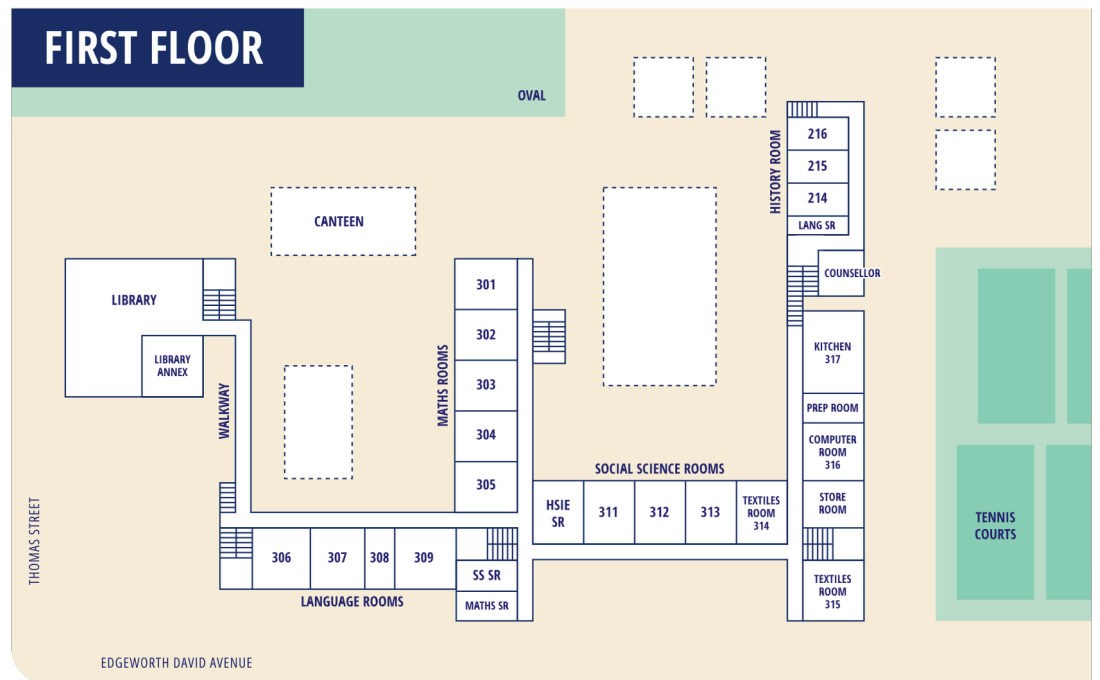 FIRST FLOOR
OVAL
CANTEEN
LIBRARY
LIBRARY
ANNEX
WALKWAY
MATHS ROOMS
301
302
303
304
305
HISTORY ROOM
216
215
214
LANG SR
COUNSELLOR
KITCHEN
317
PREP ROOM
COMPUTER
ROOM
316
STORE
ROOM
SOCIAL SCIENCE ROOMS
HSIE
SR
311
312
313
TEXTILES
ROOM
314
TEXTILES
ROOM
315
306
307
308
309
SS SR
MATHS SR
LANGUAGE ROOMS
TENNIS
COURTS
THOMAS STREET
EDGEWORTH DAVID AVENUE